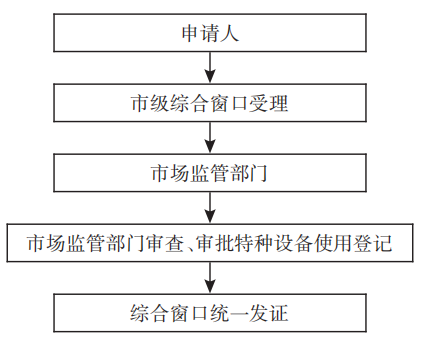 申请人
市级综合窗口受理
市场监管部门
市场监管部门审查、审批特种设备使用登记
综合窗口统一发证